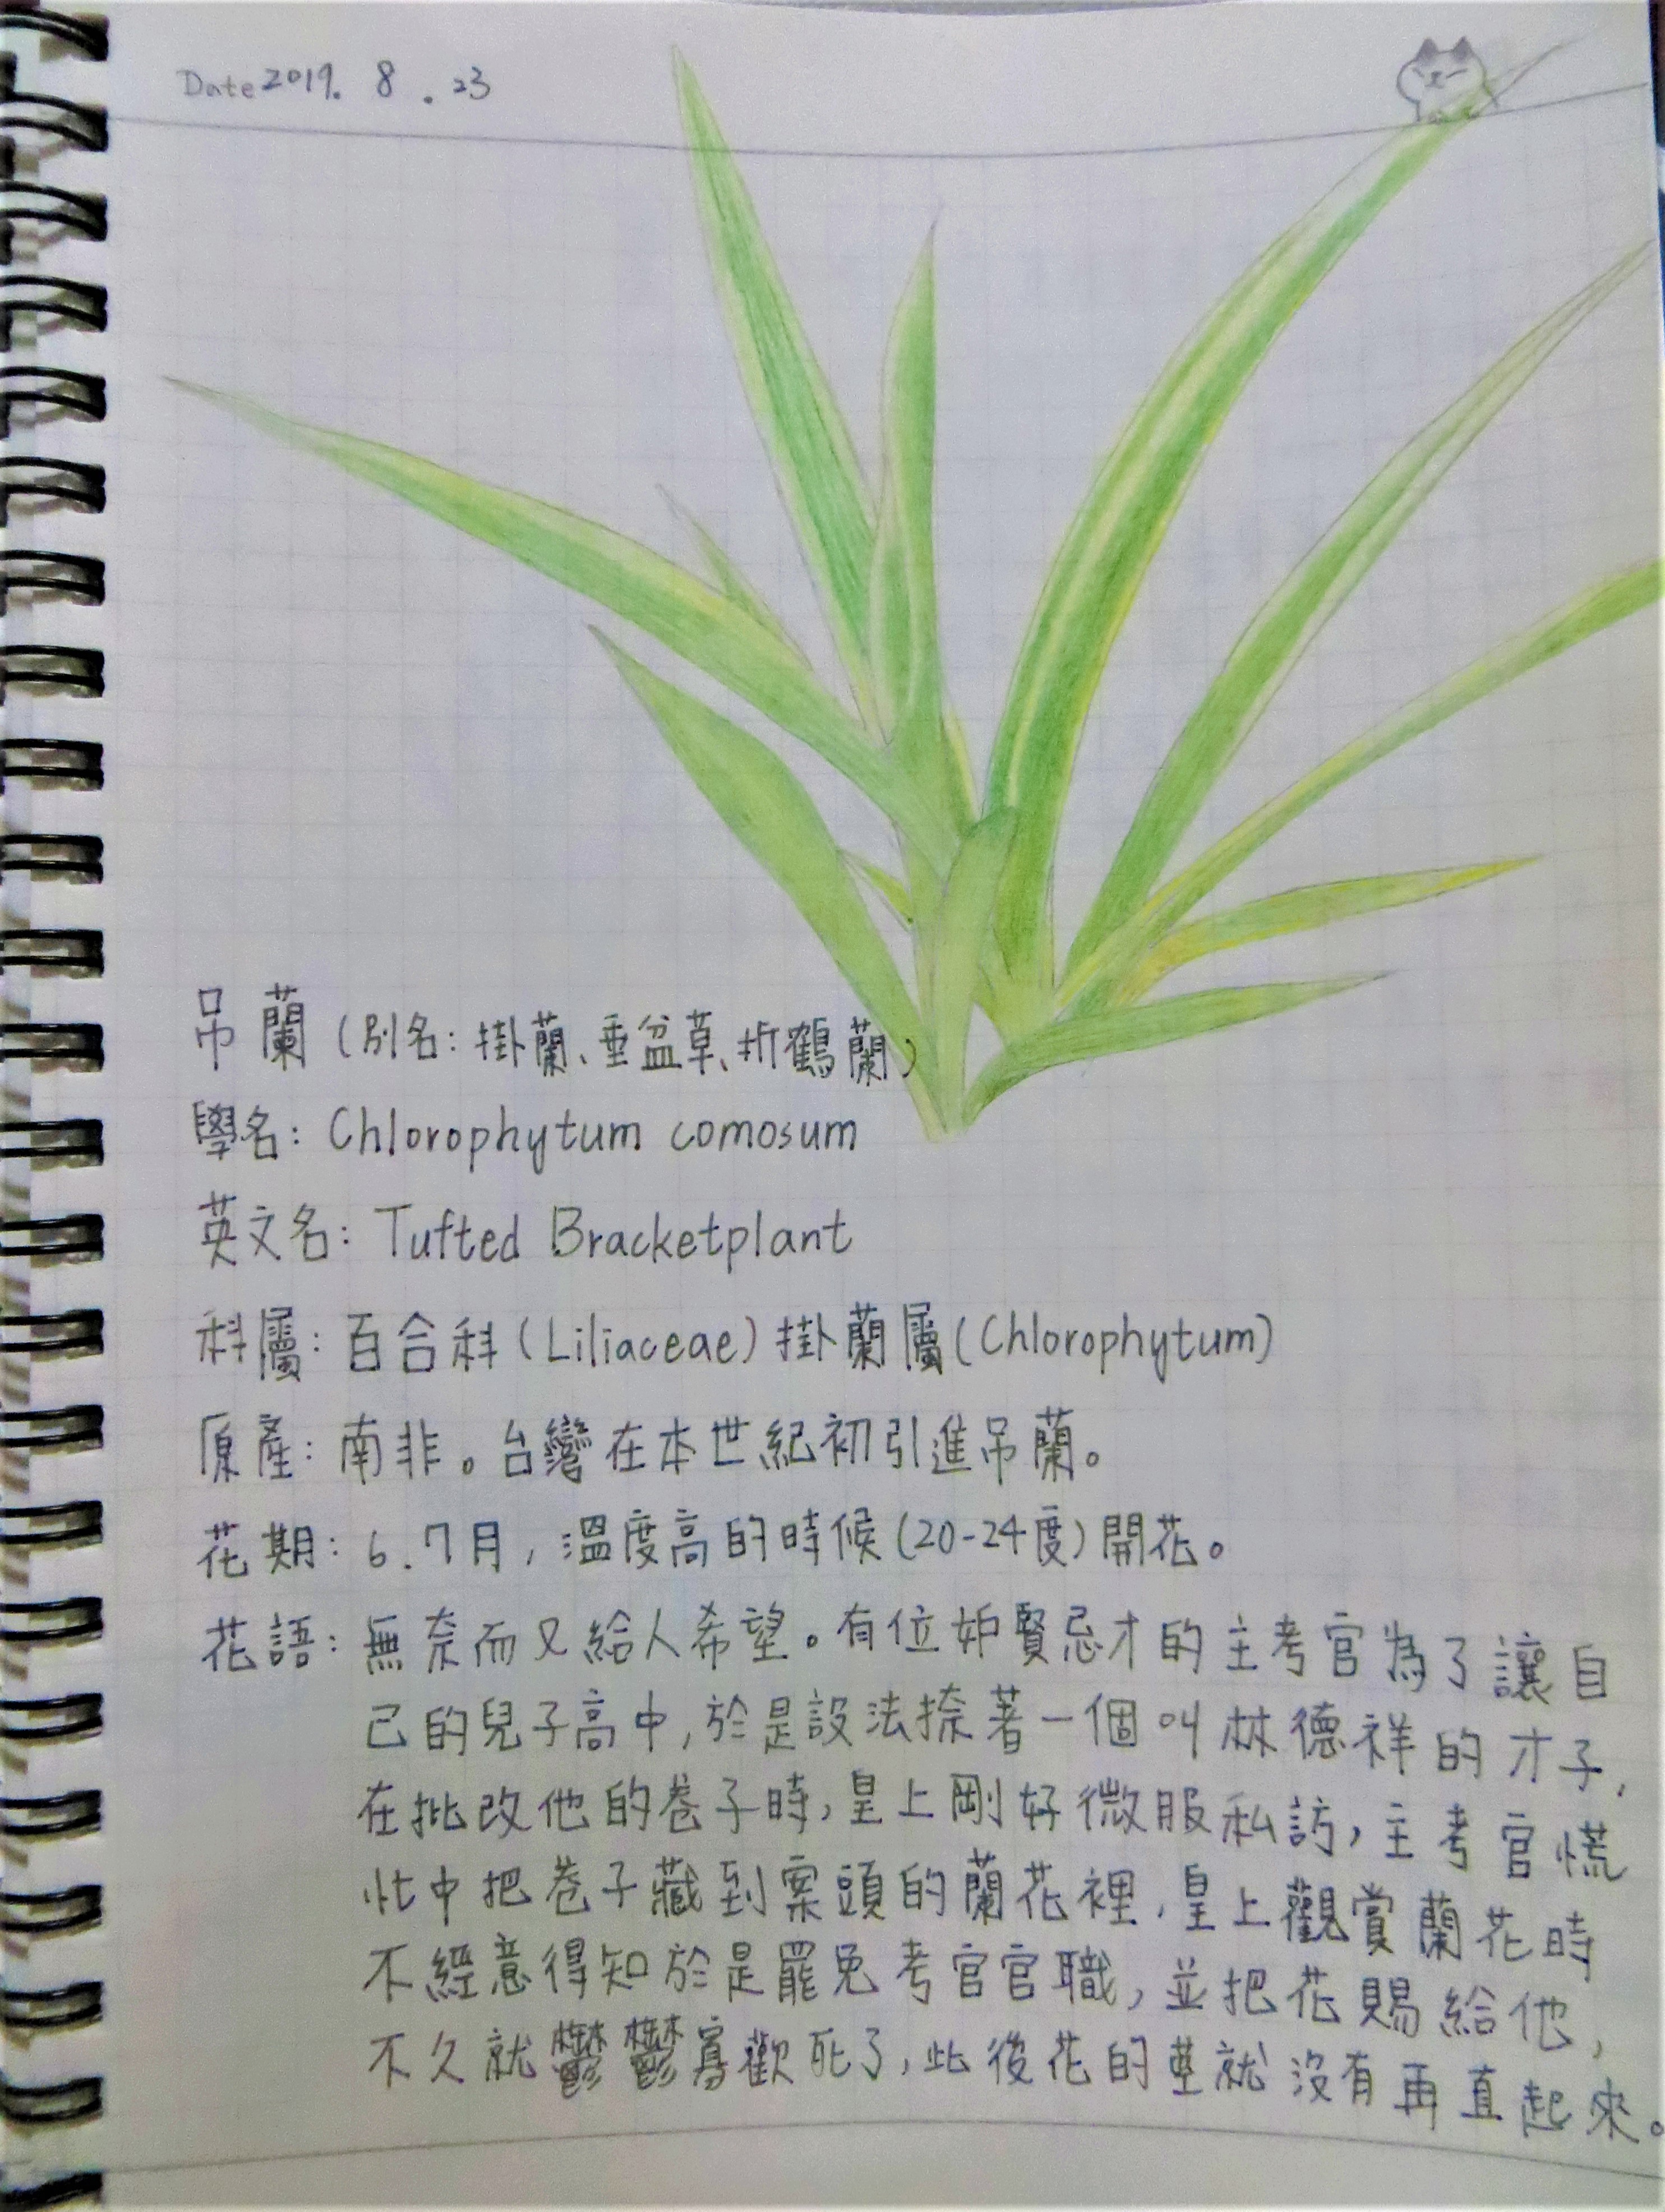 Date 2019. 8. 23
吊蘭(別名: 掛蘭、垂盆草、折鶴蘭)
學名: Chlorophytum comosum
英文名: Tufted Bracketplant
科屬: 百合科(Liliaceae)掛蘭屬(Chlorophytum)
原產: 南非。台灣在本世紀初引進吊蘭。
花期: 6.7月, 溫度高的時候(20-24度)開花。
花語: 無奈而又給人希望。有位妒賢忌才的主考官為了讓自
己的兒子高中,於是設法捺著一個叫林德祥的才子,
在批改他的卷子時,皇上剛好微服私訪,主考官慌
忙中把卷子藏到案頭的蘭花裡,皇上觀賞蘭花時
不經意得知於是罷免考官官職,並把花賜給他,
不久就鬱鬱寡歡死了,此後花的莖就沒有再直起來。